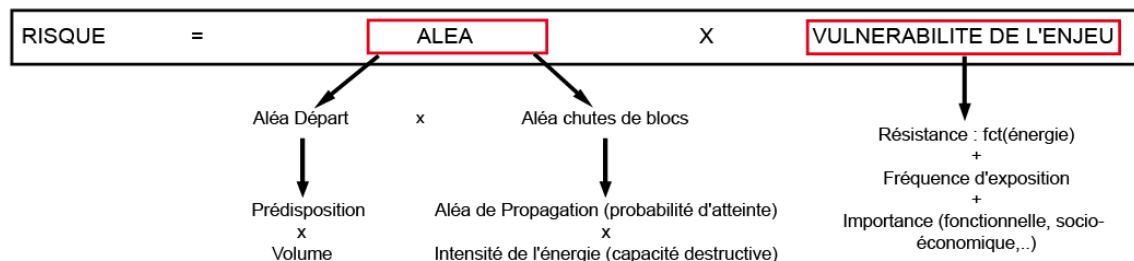 RISQUE = ALEA X VULNERABILITE DE L'ENJEU
Aléa Départ x Aléa chutes de blocs
Prédisposition
x
Volume
Aléa de Propagation (probabilité d'atteinte)
x
Intensité de l'énergie (capacité destructive)
Résistance : fct(énergie)
+
Fréquence d'exposition
+
Importance (fonctionnelle, socio-
économique,..)